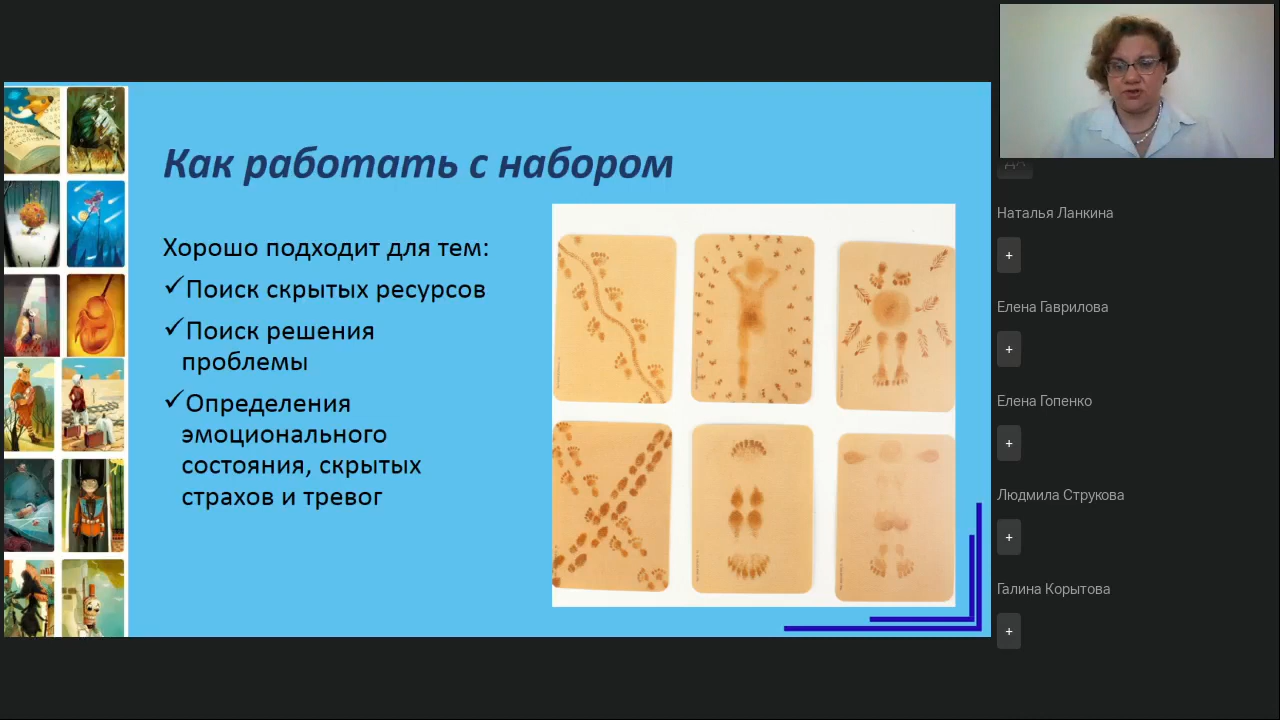 Как работать с набором
Хорошо подходит для тем:
✓Поиск скрытых ресурсов
✓Поиск решения
проблемы
✓Определения
эмоционального
состояния, скрытых
страхов и тревог
Наталья Ланкина
+
Елена Гаврилова
+
Елена Гопенко
+
Людмила Струкова
+
Галина Корытова
+